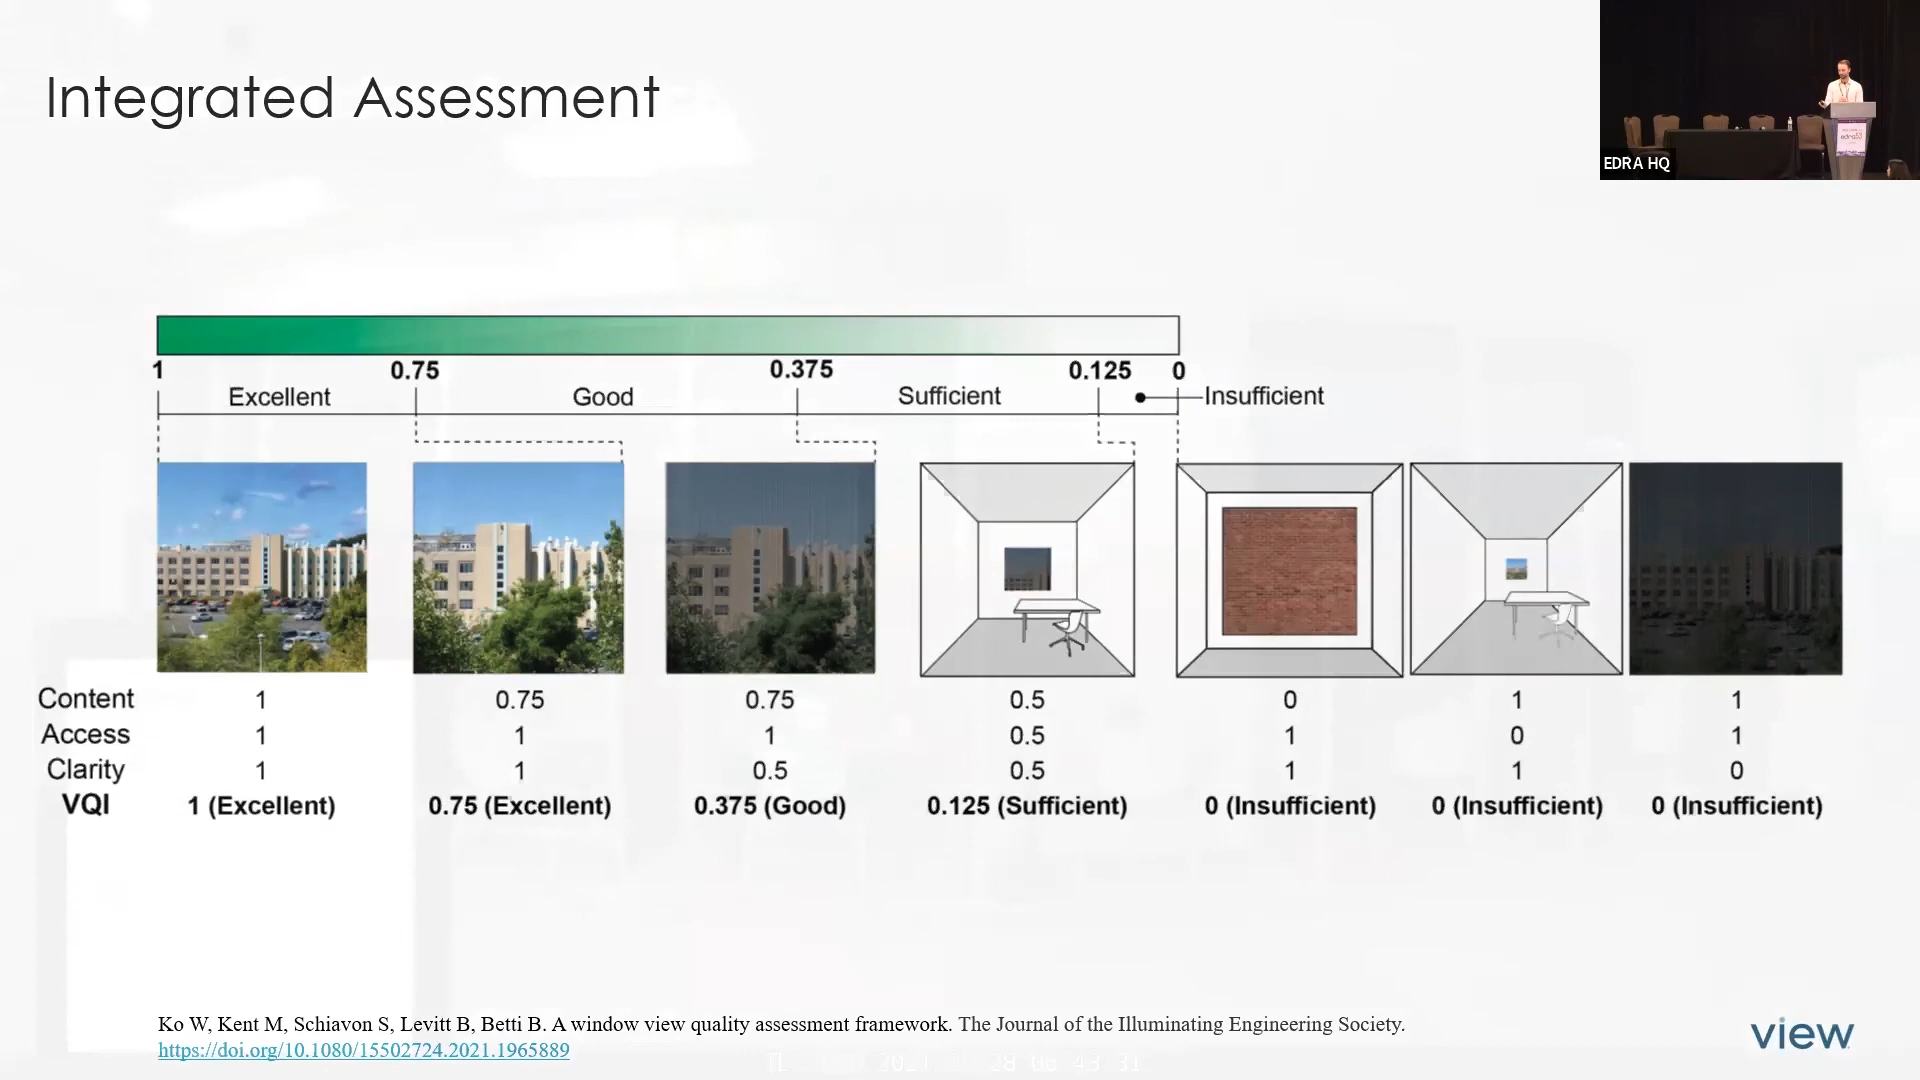 Integrated Assessment
EDRA HQ
1 0.75 0.375 0.125 0
Excellent Good Sufficient Insufficient
Content 1 0.75 0.75 0.5 0 1 1
Access 1 1 1 0.5 1 0 1
Clarity 1 1 0.5 0.5 1 1 0
VQI 1 (Excellent) 0.75 (Excellent) 0.375 (Good) 0.125 (Sufficient) 0 (Insufficient) 0 (Insufficient) 0 (Insufficient)
Ko W, Kent M, Schiavon S, Levitt B, Betti B. A window view quality assessment framework. The Journal of the Illuminating Engineering Society.
https://doi.org/10.1080/15502724.2021.1965889
view